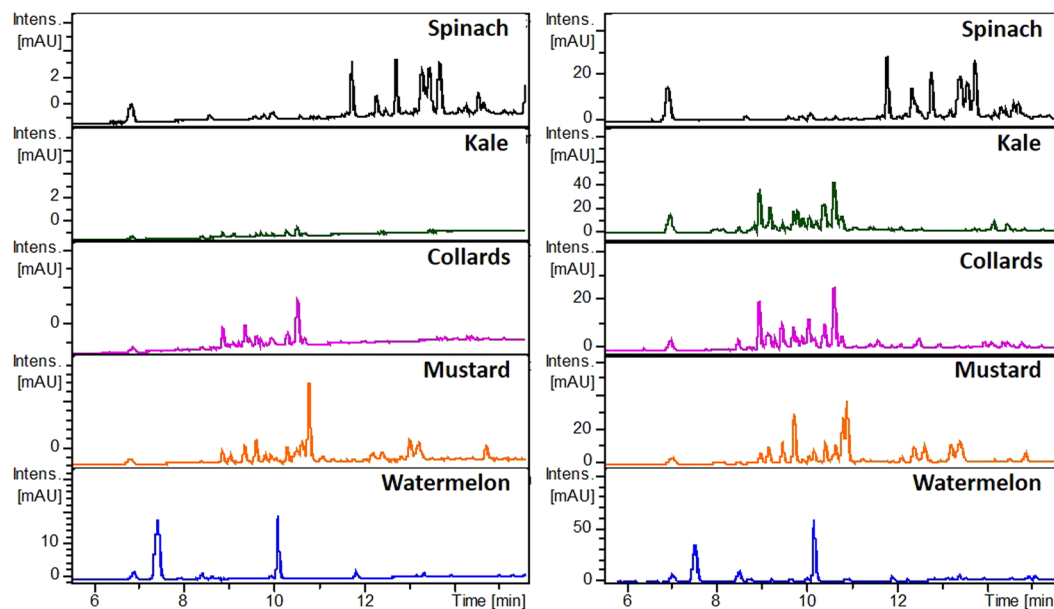 Intens.
[mAU]
Spinach
2
0
Intens.
[mAU]
Kale
2
0
Intens.
[mAU]
Collards
0
Intens.
[mAU]
Mustard
0
Intens.
[mAU]
Watermelon
10
0
6 8 10 12 Time [min]
Intens.
[mAU]
Spinach
20
0
Intens.
[mAU]
Kale
40
20
0
Intens.
[mAU]
Collards
20
0
Intens.
[mAU]
Mustard
20
0
Intens.
[mAU]
Watermelon
50
0
6 8 10 12 Time [min]